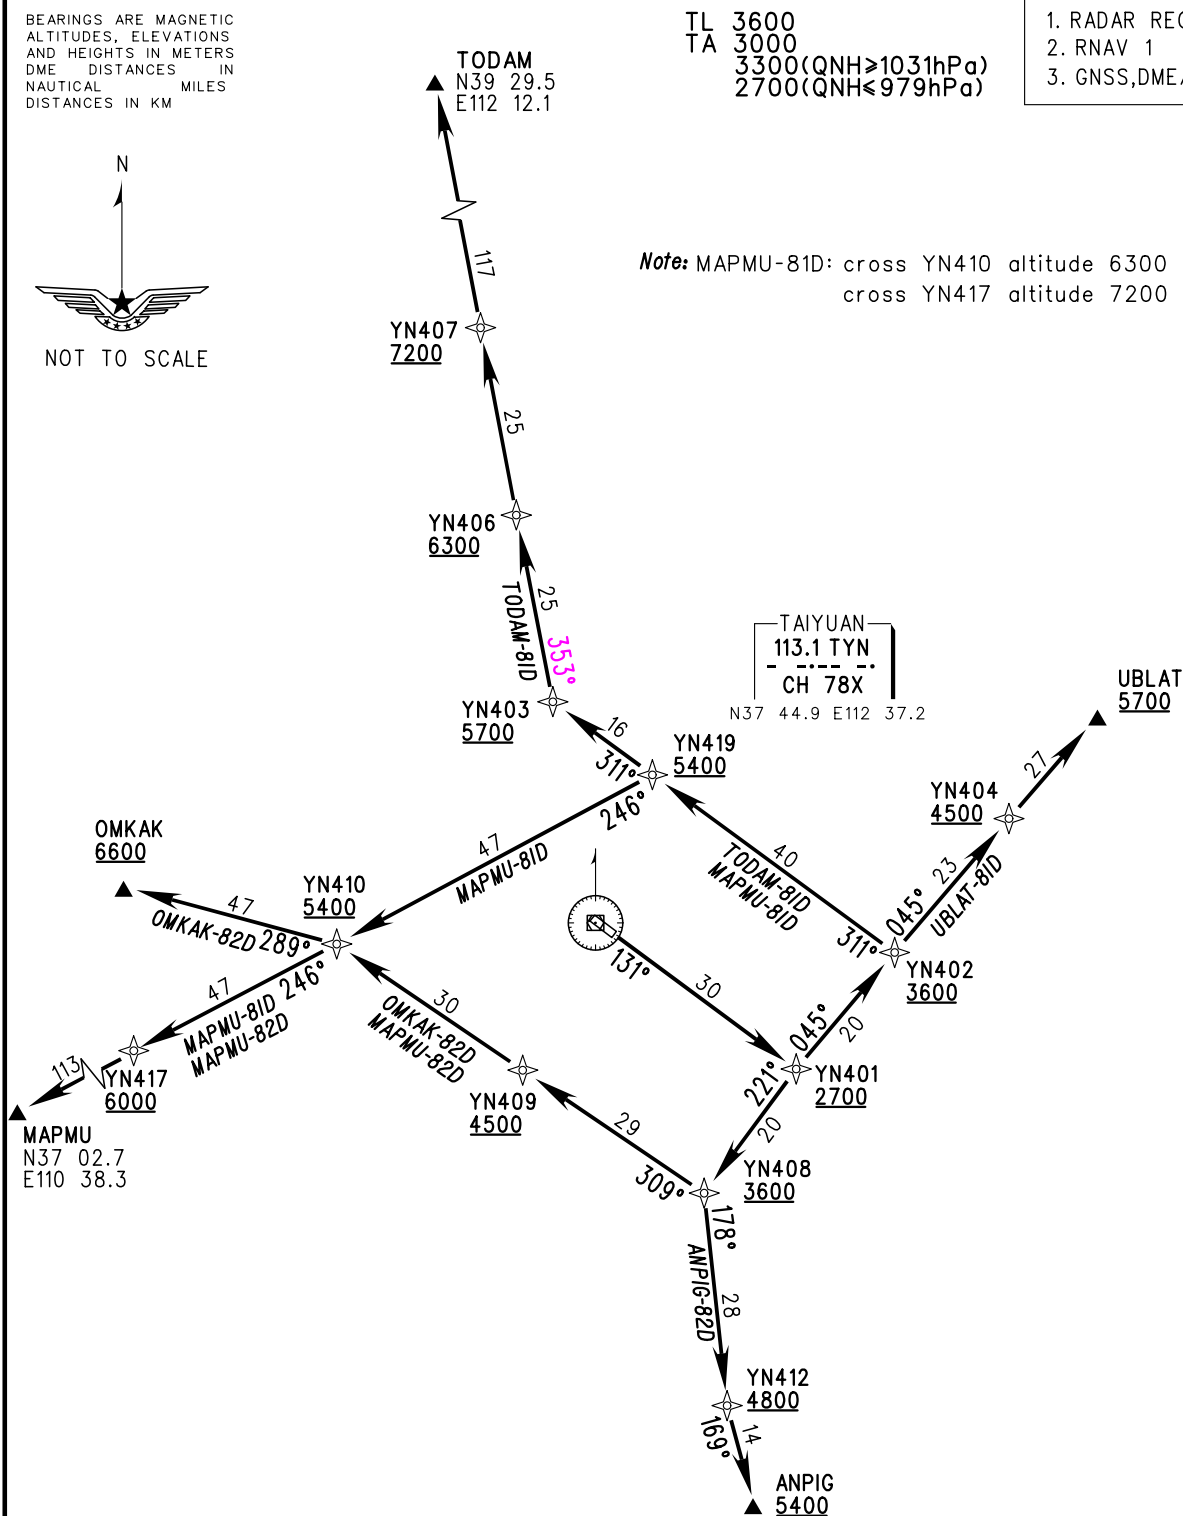 BEARINGS ARE MAGNETIC
ALTITUDES, ELEVATIONS
AND HEIGHTS IN METERS
DME DISTANCES IN
NAUTICAL MILES
DISTANCES IN KM
TL 3600
TA 3000
3300(QNH≥1031hPa)
2700(QNH≤979hPa)
1. RADAR
2. RNAV 1
3. GNSS,
N
NOT TO SCALE
TODAM
N39 29.5
E112 12.1
Note: MAPMU-81D: cross YN410 altitude 6300
cross YN417 altitude 7200
117
YN407
7200
25
YN406
6300
25
TODAM-81D
353°
YN403
5700
TAIYUAN
113.1 TYN
CH 78X
N37 44.9 E112 37.2
UBLAT
5700
16
311°
YN419
5400
246°
27
YN404
4500
OMKAK
6600
47
MAPMU-81D
40
TODAM-81D
MAPMU-81D
311°
045°
23
UBLAT-81D
YN410
5400
47
OMKAK-82D
289°
YN402
3600
131°
30
246°
47
MAPMU-81D
MAPMU-82D
30
OMKAK-82D
MAPMU-82D
045°
20
113
YN417
6000
YN409
4500
221°
YN401
2700
20
MAPMU
N37 02.7
E110 38.3
29
309°
YN408
3600
178°
ANPIG-82D
28
YN412
4800
169°
14
ANPIG
5400